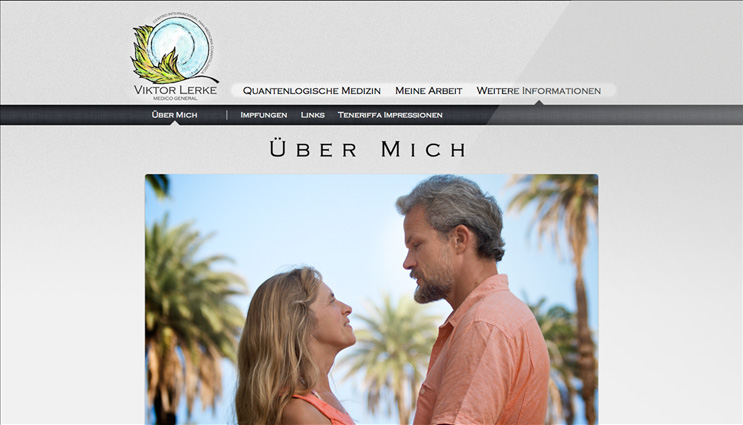 Viktor Lerke
Medico General
Quantenlogische Medizin Meine Arbeit Weitere Informationen
Über Mich | Impfungen Links Teneriffa Impressionen
Über Mich